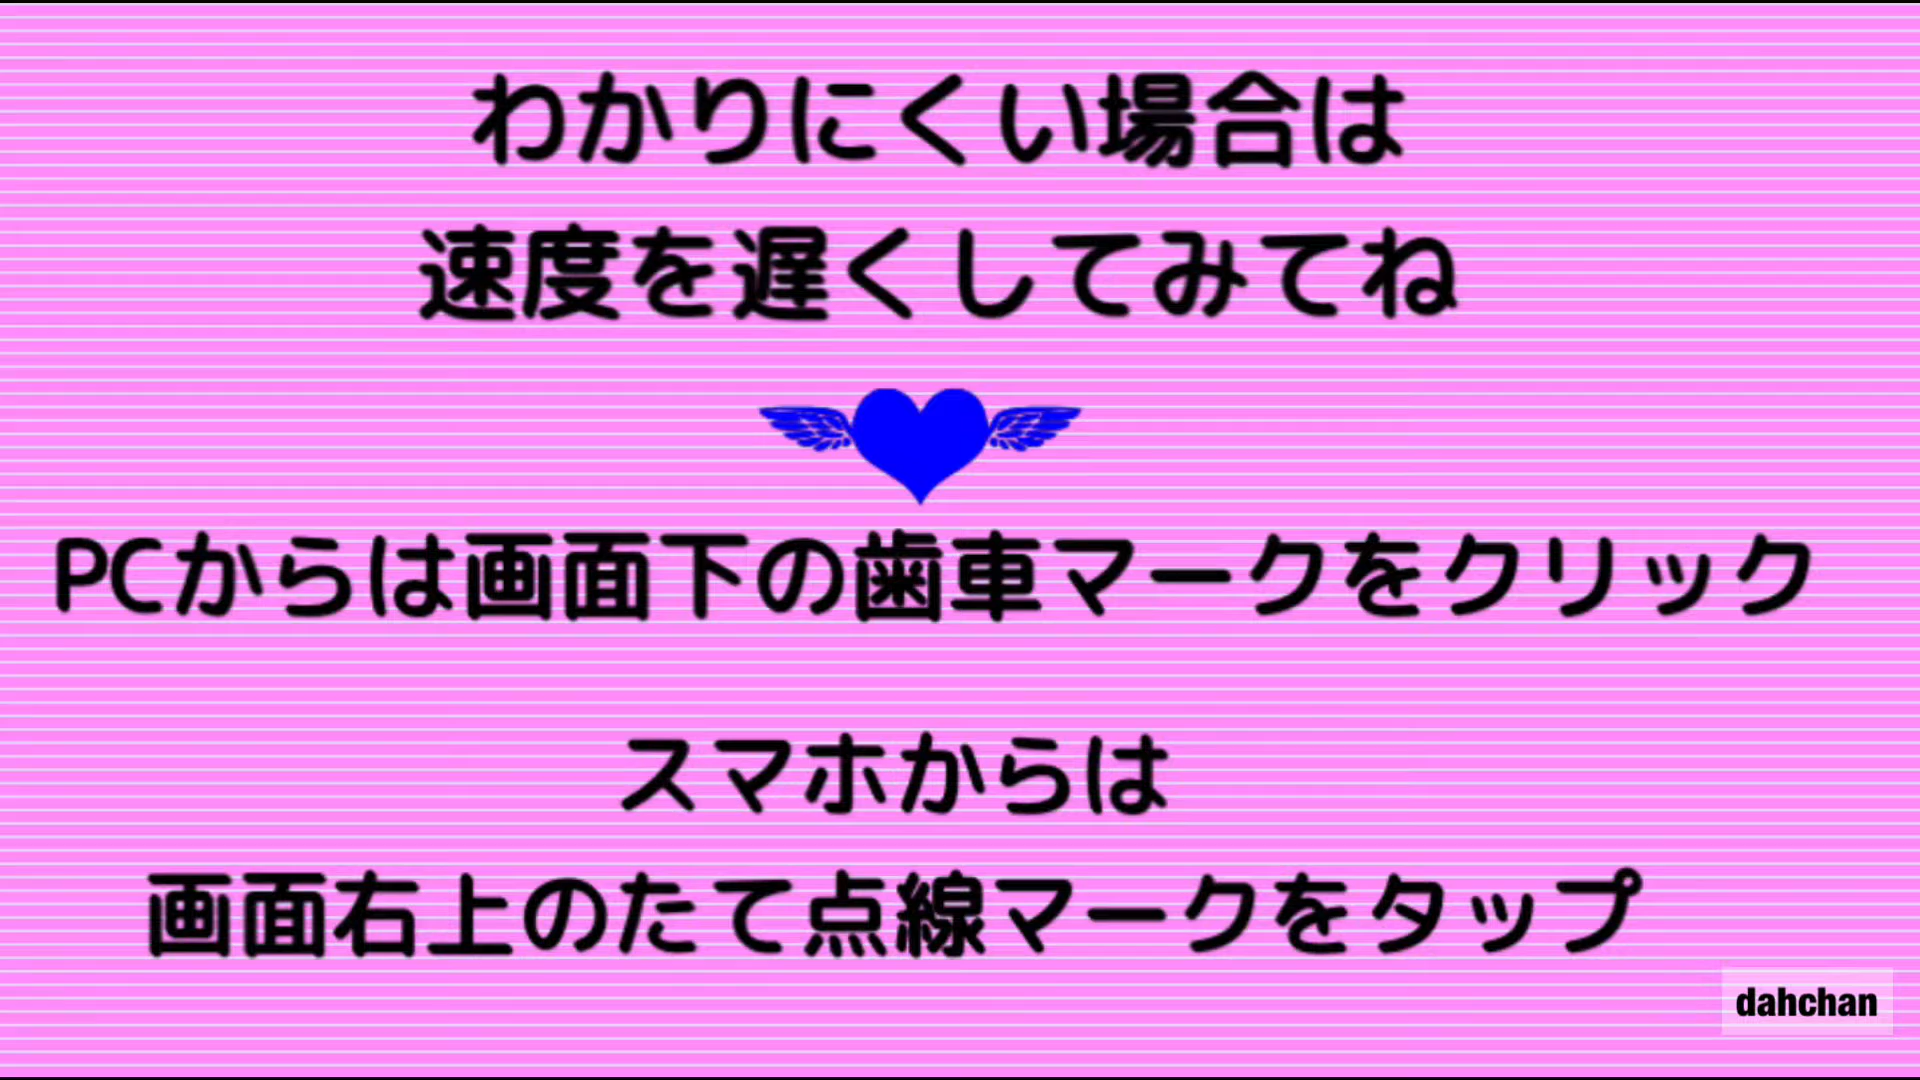 わかりにくい場合は
速度を遅くしてみてね
PCからは画面下の歯車マークをクリック
スマホからは
画面右上のたて点線マークをタップ
dahchan